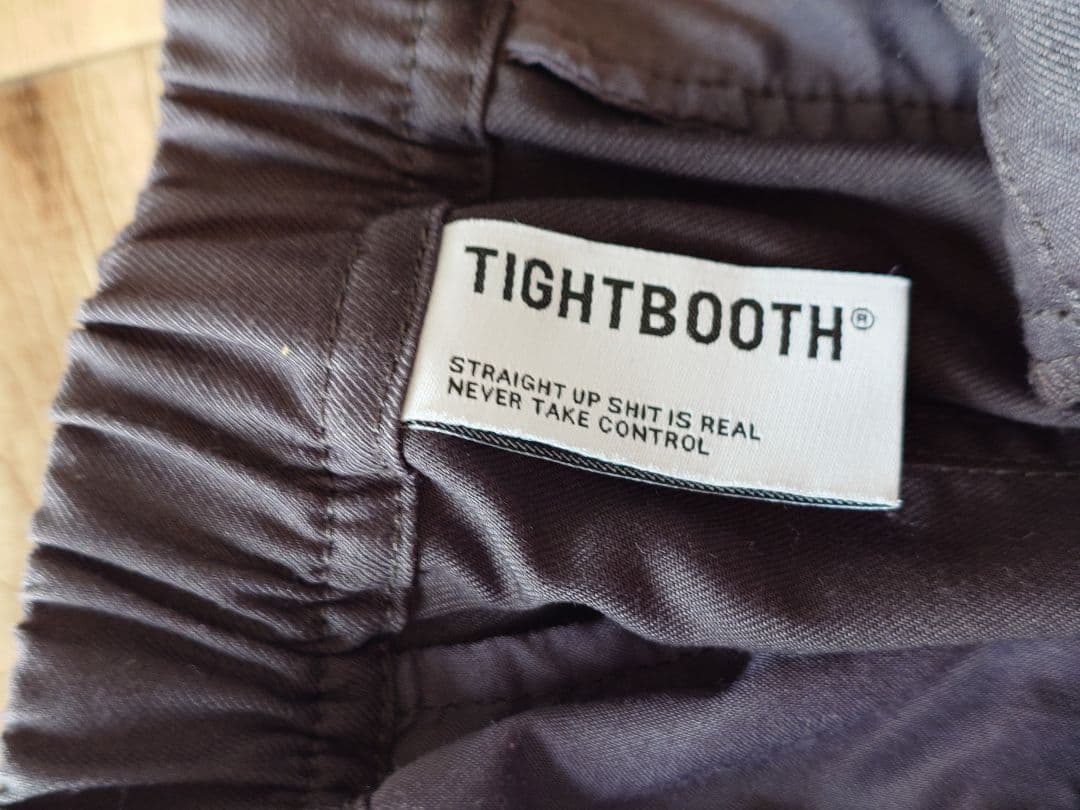 TIGHTBOOTH®
STRAIGHT UP SHIT IS REAL
NEVER TAKE CONTROL